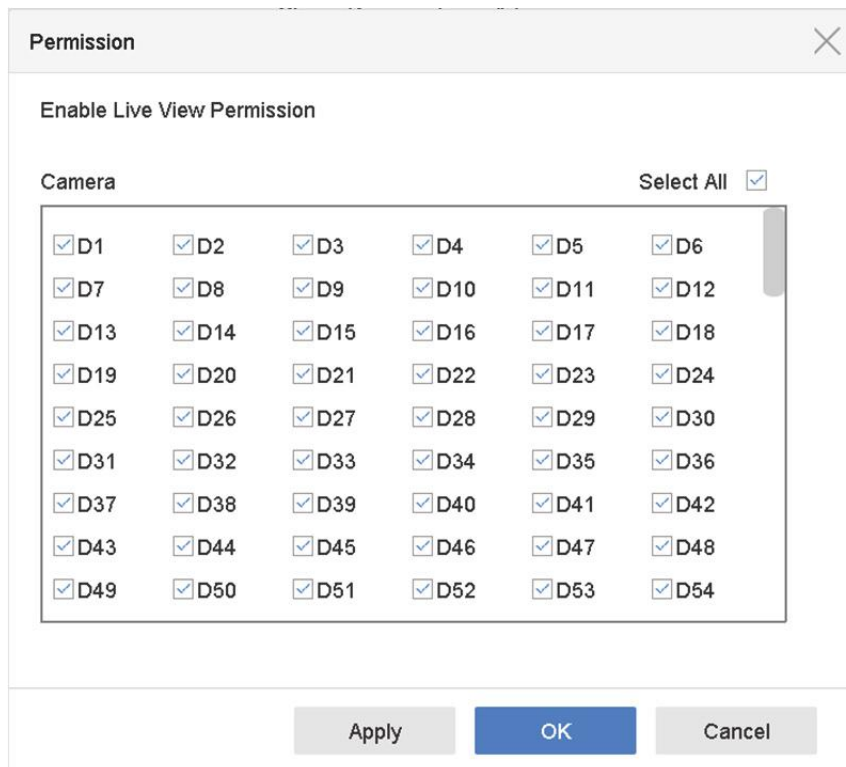 Permission
Enable Live View Permission
Camera Select All
D1 D2 D3 D4 D5 D6
D7 D8 D9 D10 D11 D12
D13 D14 D15 D16 D17 D18
D19 D20 D21 D22 D23 D24
D25 D26 D27 D28 D29 D30
D31 D32 D33 D34 D35 D36
D37 D38 D39 D40 D41 D42
D43 D44 D45 D46 D47 D48
D49 D50 D51 D52 D53 D54
Apply OK Cancel